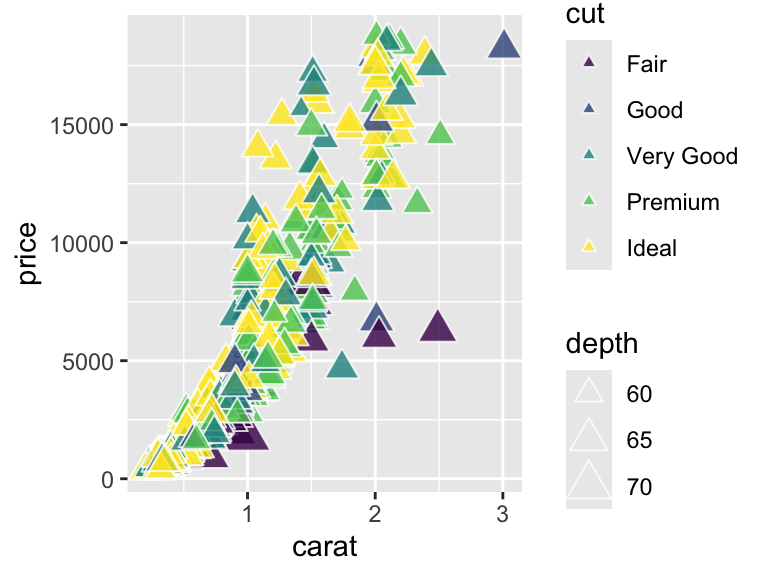 cut
Fair
Good
Very Good
Premium
Ideal
depth
60
65
70
price
15000
10000
5000
0
1
2
3
carat